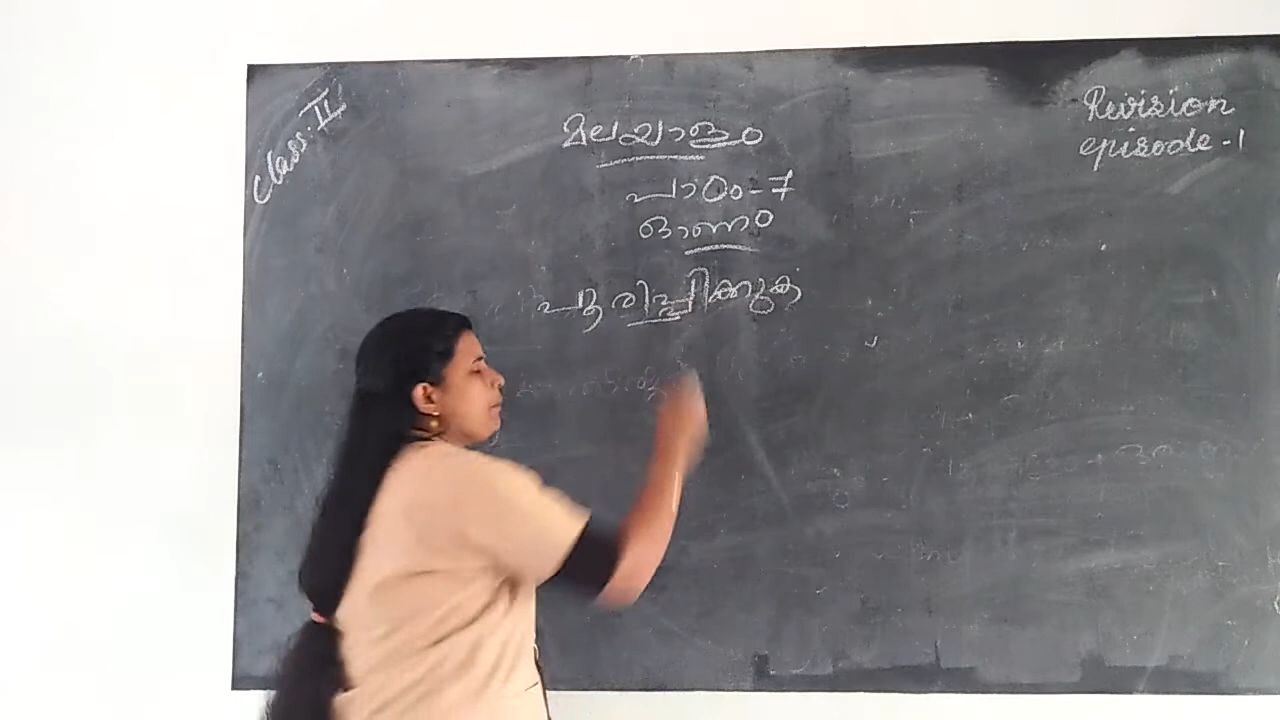 Class: II
മലയാളം
Revision
episode - 1
പാഠം - 7
ഓണം
പൂരിപ്പിക്കുക